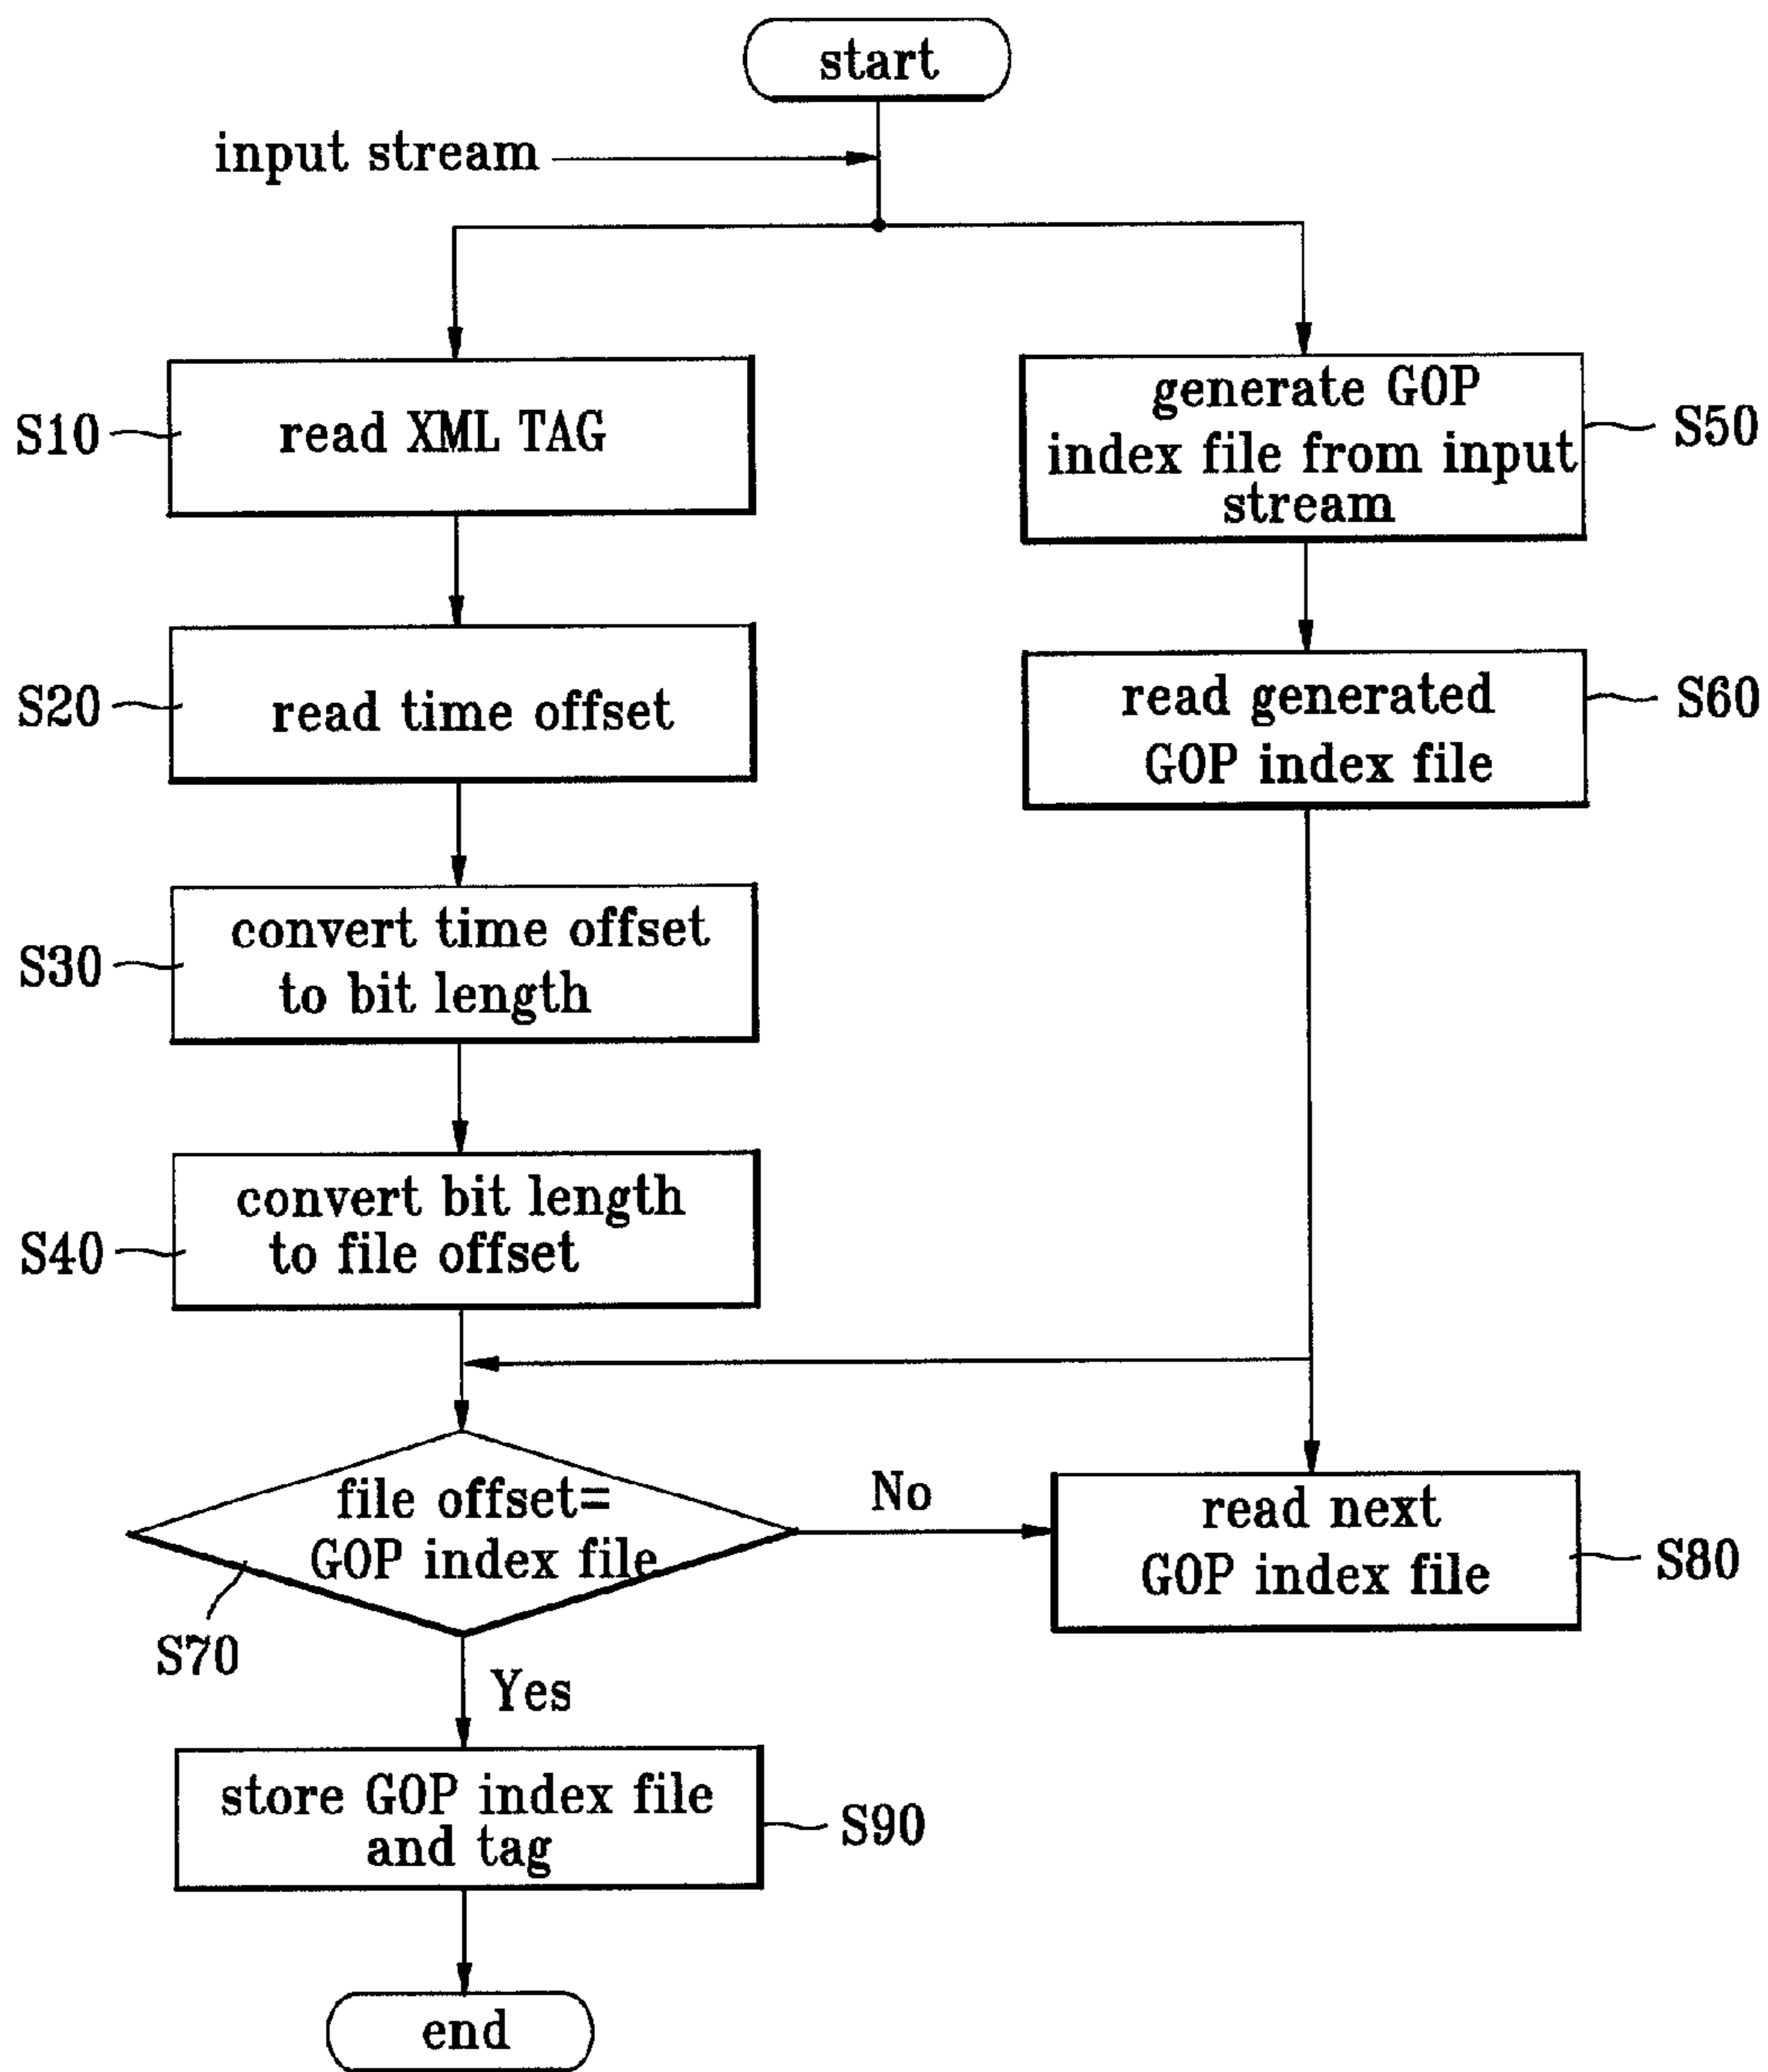 start
input stream
S10
read XML TAG
generate GOP
index file from input
stream
S50
S20
read time offset
read generated
GOP index file
S60
S30
convert time offset
to bit length
S40
convert bit length
to file offset
file offset=
GOP index file
S70
No
read next
GOP index file
S80
Yes
store GOP index file
and tag
S90
end